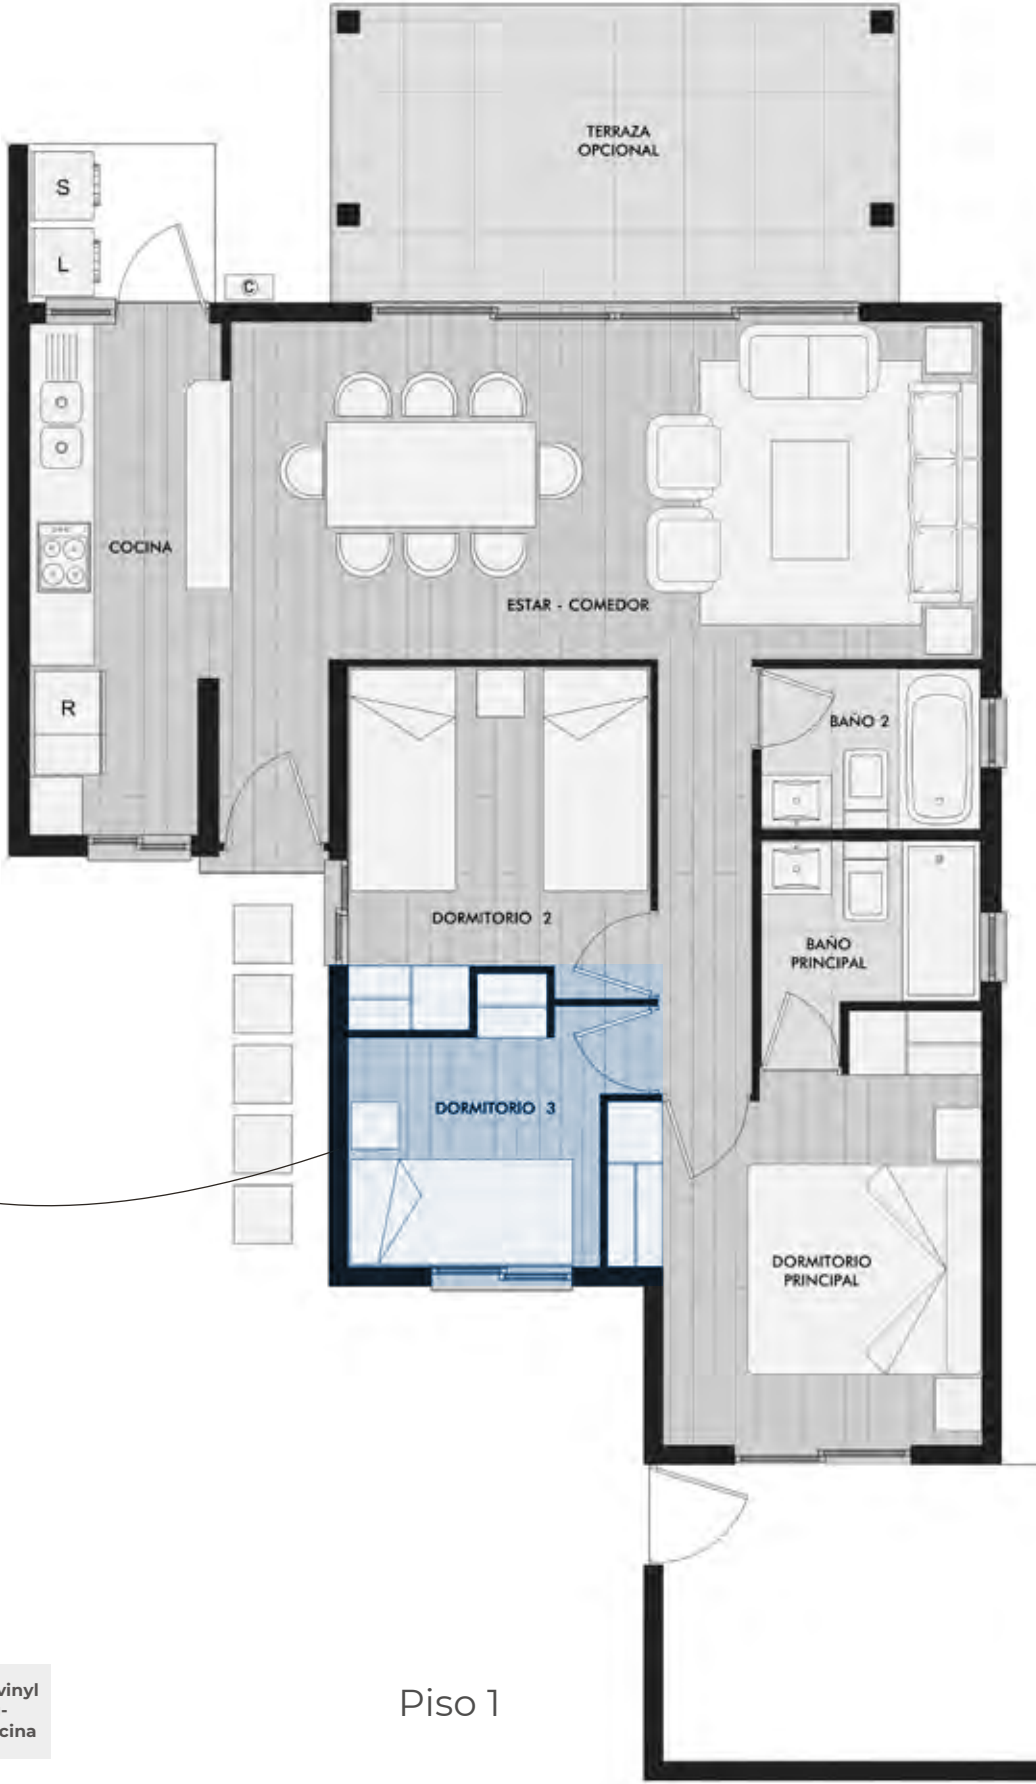 TERRAZA
OPCIONAL
S
L
C
COCINA
ESTAR - COMEDOR
R
BAÑO 2
DORMITORIO 2
BAÑO
PRINCIPAL
DORMITORIO 3
DORMITORIO
PRINCIPAL
vinyl
-
cina
Piso 1